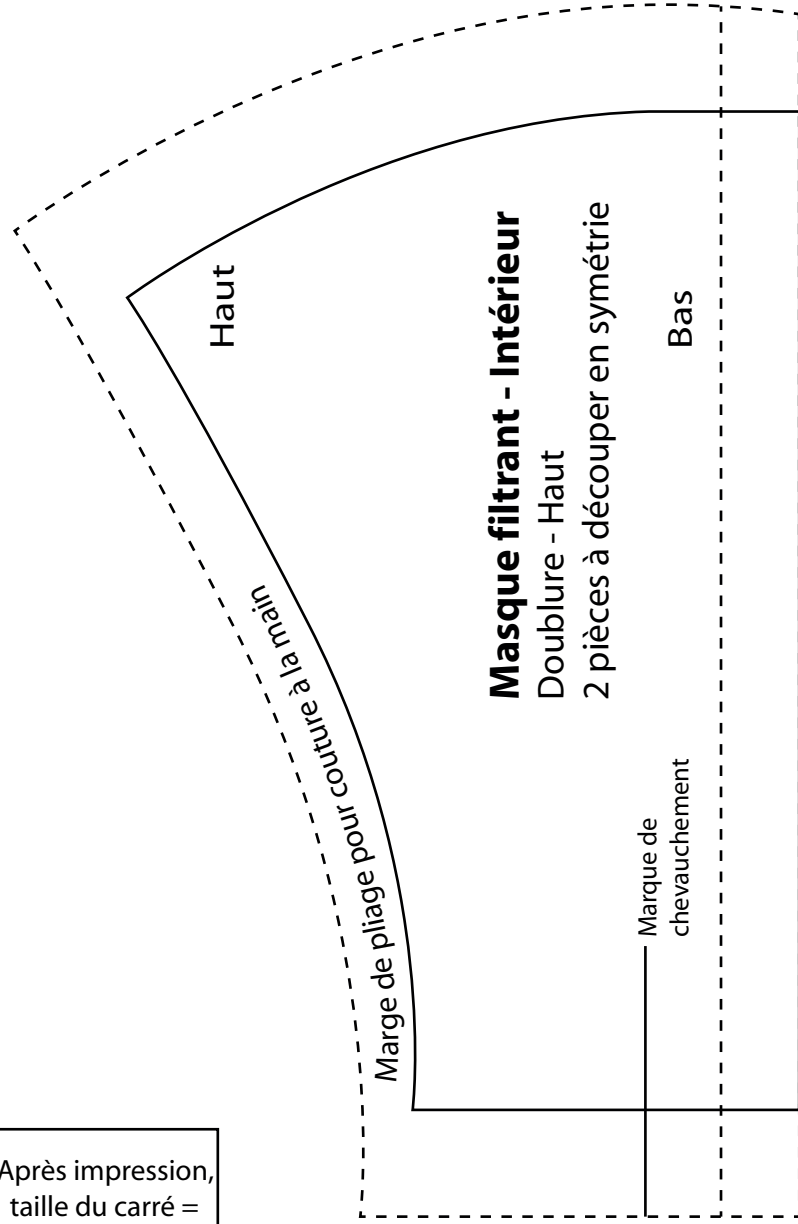 Haut
Marge de pliage pour couture à la main
Masque filtrant - Intérieur
Doublure - Haut
2 pièces à découper en symétrie
Bas
Marque de
chevauchement
Après impression,
taille du carré =